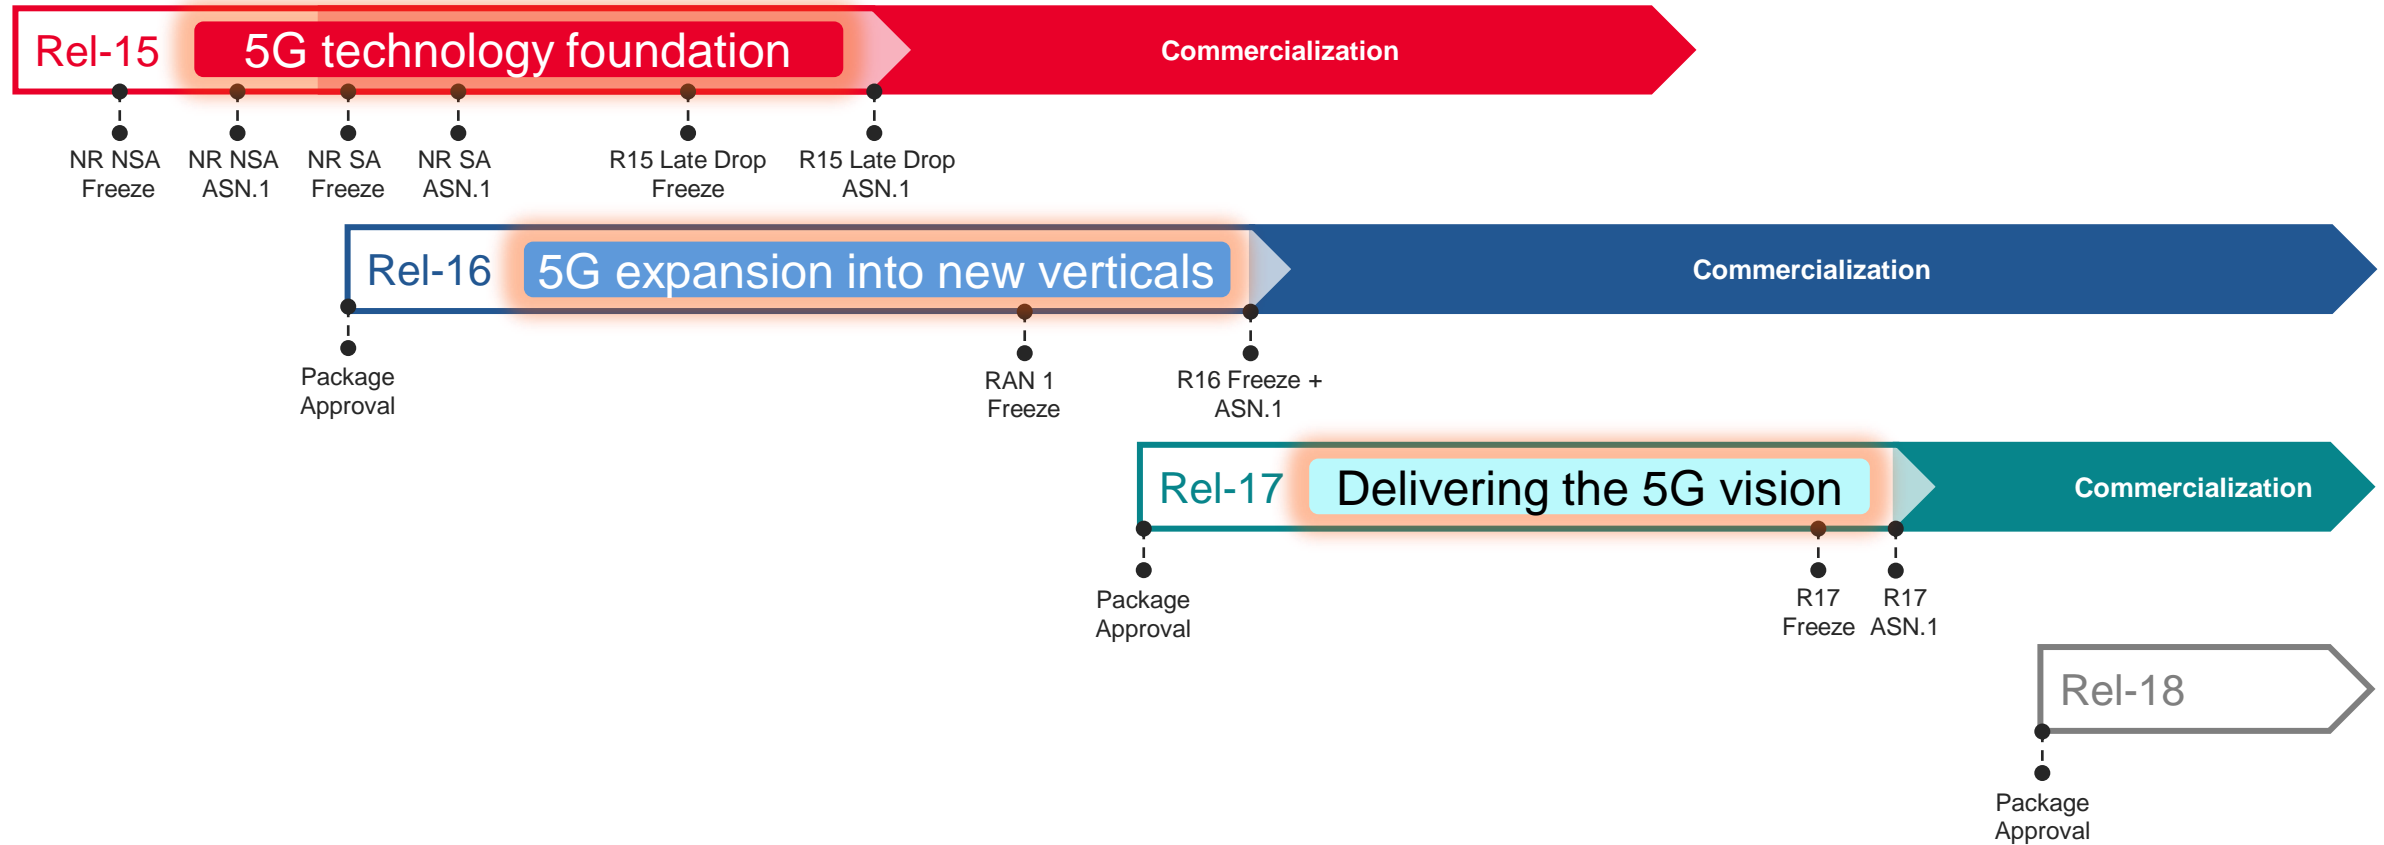 Rel-15
5G technology foundation
Commercialization
NR NSA
Freeze
NR NSA
ASN.1
NR SA
Freeze
NR SA
ASN.1
R15 Late Drop
Freeze
R15 Late Drop
ASN.1
Rel-16
5G expansion into new verticals
Commercialization
Package
Approval
RAN 1
Freeze
R16 Freeze +
ASN.1
Rel-17
Delivering the 5G vision
Commercialization
Package
Approval
R17
Freeze
R17
ASN.1
Rel-18
Package
Approval